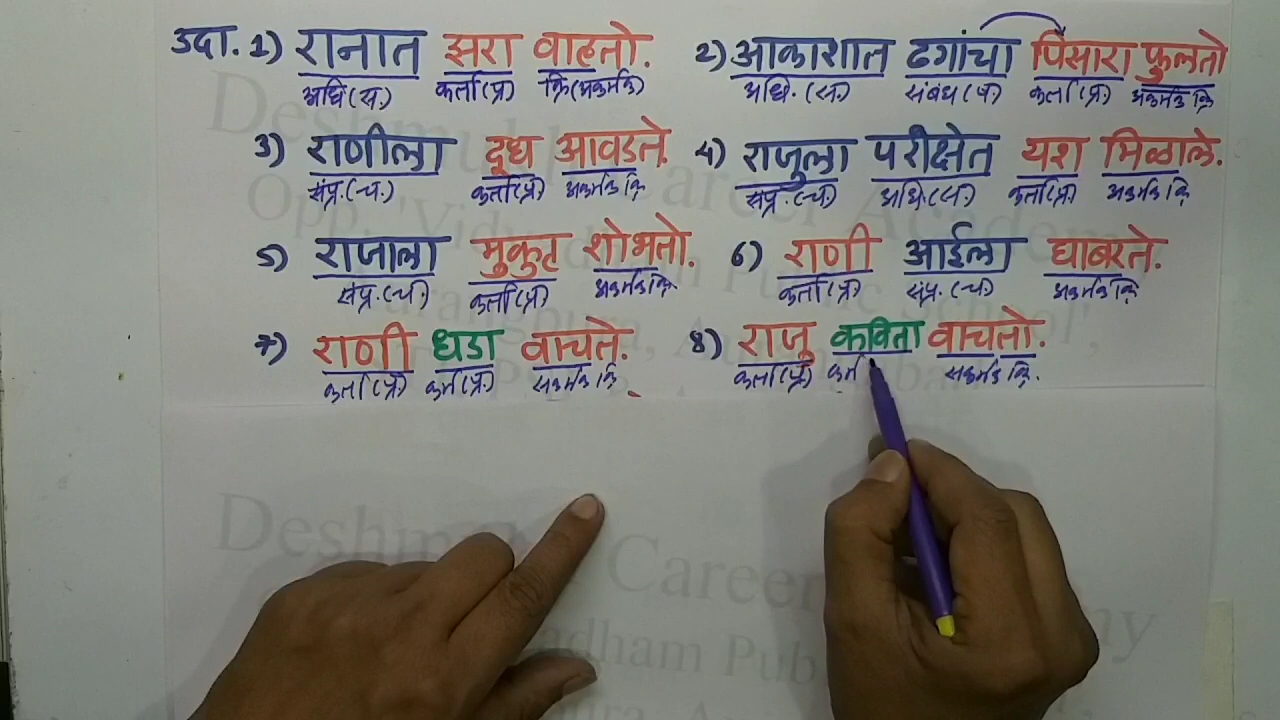 उदा. 1) रानात झरा वाहतो. 2) आकाशात ढगांचा पिसारा फुलतो
अधि.(स.) कर्ता(प्र) क्रि(अकर्मक) अधि.(स.) संबंध(ष) कर्ता(प्र) अकर्मक क्रि
3) राणीला दूध आवडते. 4) राजुला परीक्षेत यश मिळाले.
संप्र.(च.) कर्ता(प्र) अकर्मक क्रि संप्र.(च) अधि.(स.) कर्ता(प्र) अकर्मक क्रि
5) राजाला मुकुट शोभतो. 6) राणी आईला घाबरते.
संप्र.(च) कर्ता(प्र) अकर्मक क्रि कर्ता(प्र) संप्र.(च) अकर्मक क्रि
7) राणी धडा वाचते. 8) राजु कविता वाचतो.
कर्ता(प्र) कर्म(प्र.) सकर्मक क्रि कर्ता(प्र) कर्म सकर्मक क्रि.